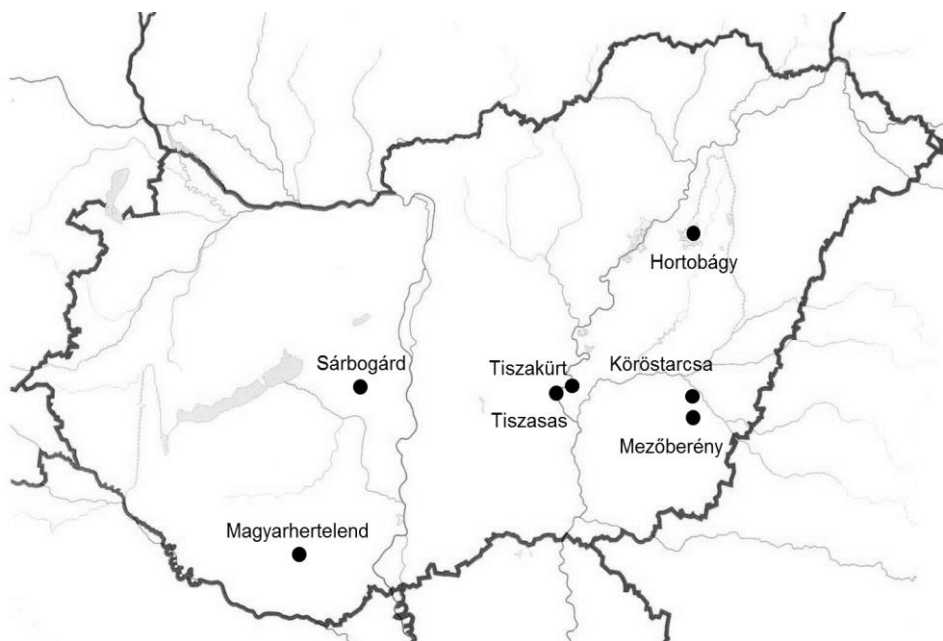 Hortobágy
Sárbogárd
Tiszakürt
Köröstarcsa
Tiszasas
Mezőberény
Magyarhertelend